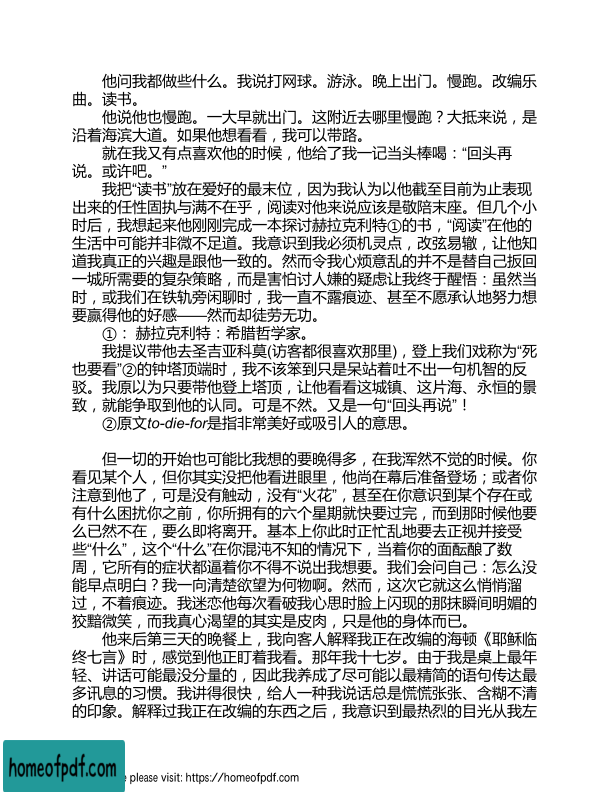 他问我都做些什么。我说打网球。游泳。晚上出门。慢跑。改编乐
曲。读书。
他说他也慢跑。一大早就出门。这附近去哪里慢跑？大抵来说，是
沿着海滨大道。如果他想看看，我可以带路。
就在我又有点喜欢他的时候，他给了我一记当头棒喝：“回头再
说。或许吧。”
我把“读书”放在爱好的最末位，因为我认为以他截至目前为止表现
出来的任性固执与满不在乎，阅读对他来说应该是敬陪末座。但几个小
时后，我想起来他刚刚完成一本探讨赫拉克利特①的书，“阅读”在他的
生活中可能并非微不足道。我意识到我必须机灵点，改弦易辙，让他知
道我真正的兴趣是跟他一致的。然而令我心烦意乱的并不是替自己扳回
一城所需要的复杂策略，而是害怕讨人嫌的疑虑让我终于醒悟：虽然当
时，或我们在铁轨旁闲聊时，我一直不露痕迹、甚至不愿承认地努力想
要赢得他的好感——然而却徒劳无功。
①： 赫拉克利特：希腊哲学家。
我提议带他去圣吉亚科莫(访客都很喜欢那里)，登上我们戏称为“死
也要看”②的钟塔顶端时，我不该笨到只是呆站着吐不出一句机智的反
驳。我原以为只要带他登上塔顶，让他看看这城镇、这片海、永恒的景
致，就能争取到他的认同。可是不然。又是一句“回头再说”！
②原文to-die-for是指非常美好或吸引人的意思。
但一切的开始也可能比我想的要晚得多，在我浑然不觉的时候。你
看见某个人，但你其实没把他看进眼里，他尚在幕后准备登场；或者你
注意到他了，可是没有触动，没有“火花”，甚至在你意识到某个存在或
有什么困扰你之前，你所拥有的六个星期就快要过完，而到那时候他要
么已然不在，要么即将离开。基本上你此时正忙乱地要去正视并接受
些“什么”，这个“什么”在你混沌不知的情况下，当着你的面酝酿了数
周，它所有的症状都逼着你不得不说出我想要。我们会问自己：怎么没
能早点明白？我一向清楚欲望为何物啊。然而，这次它就这么悄悄溜
过，不着痕迹。我迷恋他每次看破我心思时脸上闪现的那抹瞬间明媚的
狡黠微笑，而我真心渴望的其实是皮肉，只是他的身体而已。
他来后第三天的晚餐上，我向客人解释我正在改编的海顿《耶稣临
终七言》时，感觉到他正盯着我看。那年我十七岁。由于我是桌上最年
轻、讲话可能最没分量的，因此我养成了尽可能以最精简的语句传达最
多讯息的习惯。我讲得很快，给人一种我说话总是慌慌张张、含糊不清
的印象。解释过我正在改编的东西之后，我意识到最热烈的目光从我左
homeofpdf.com
e please visit: https://homeofpdf.com